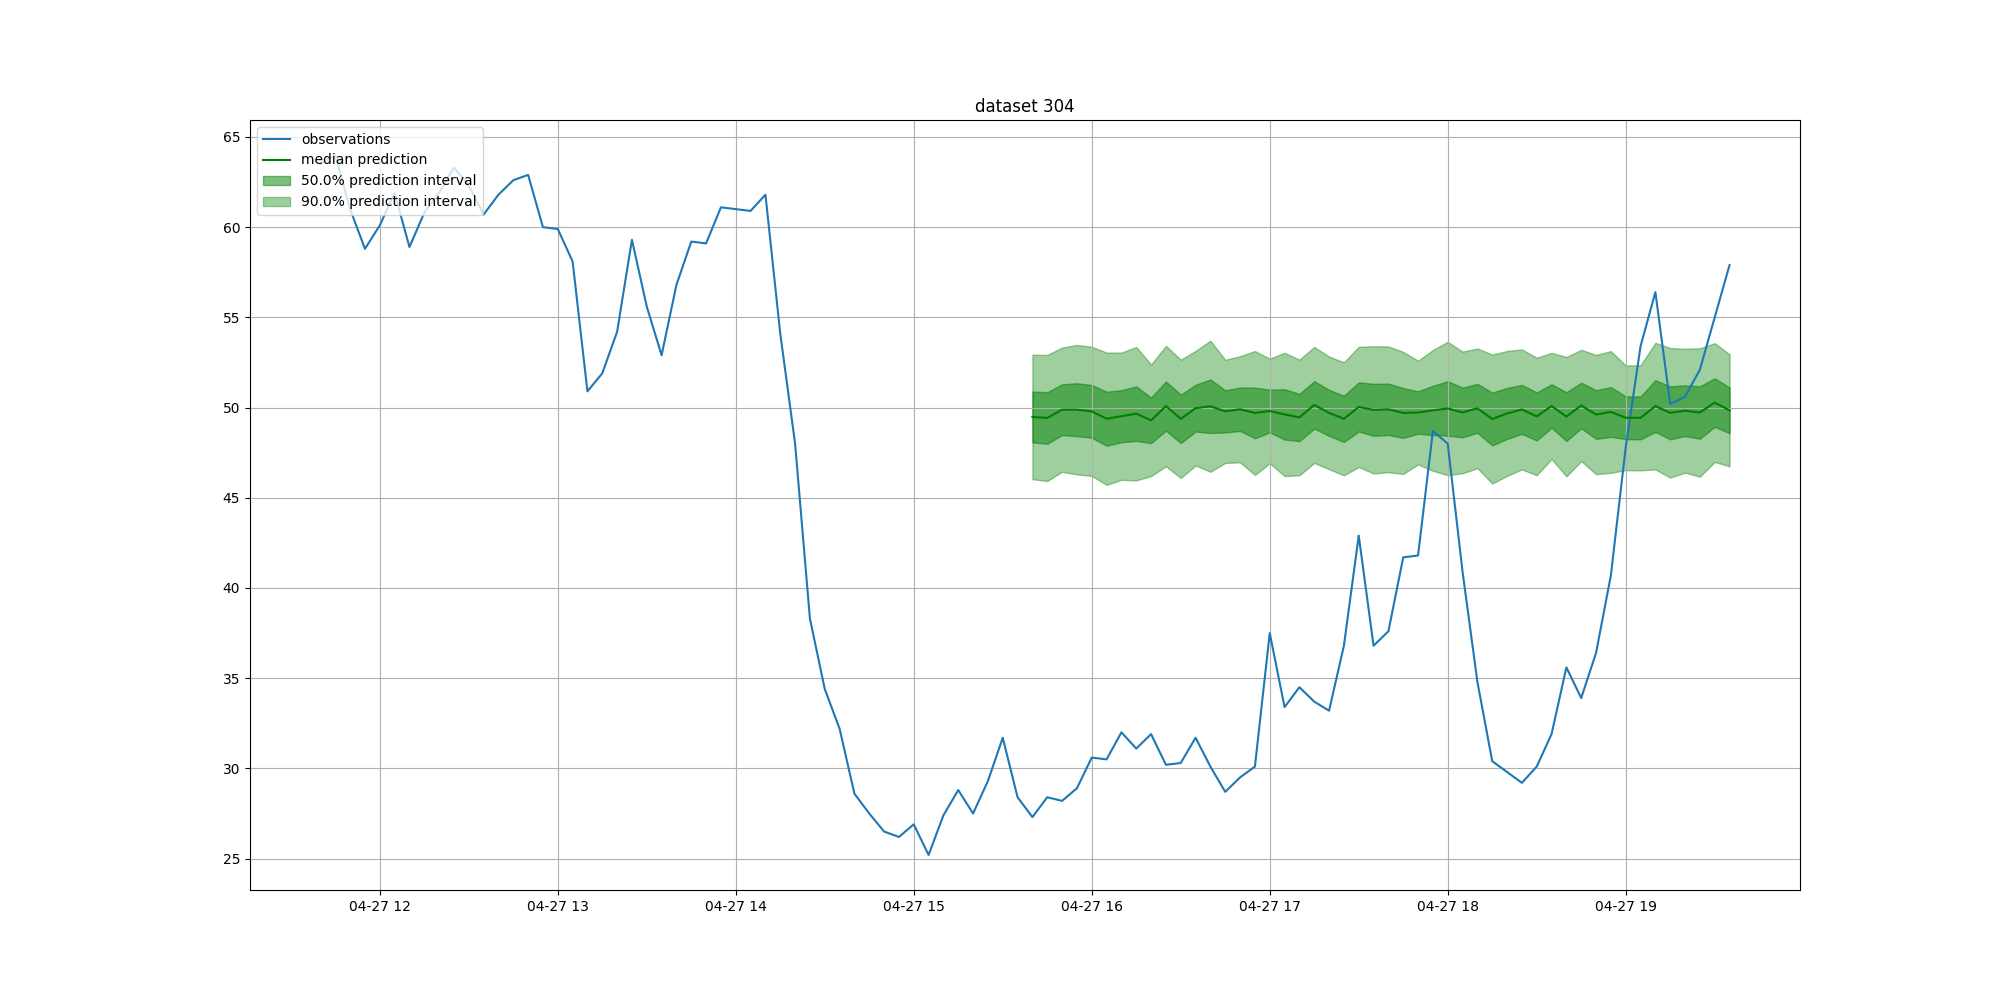 dataset 304
65
60
55
50
45
40
35
30
25
observations
median prediction
50.0% prediction interval
90.0% prediction interval
04-27 12 04-27 13 04-27 14 04-27 15 04-27 16 04-27 17 04-27 18 04-27 19